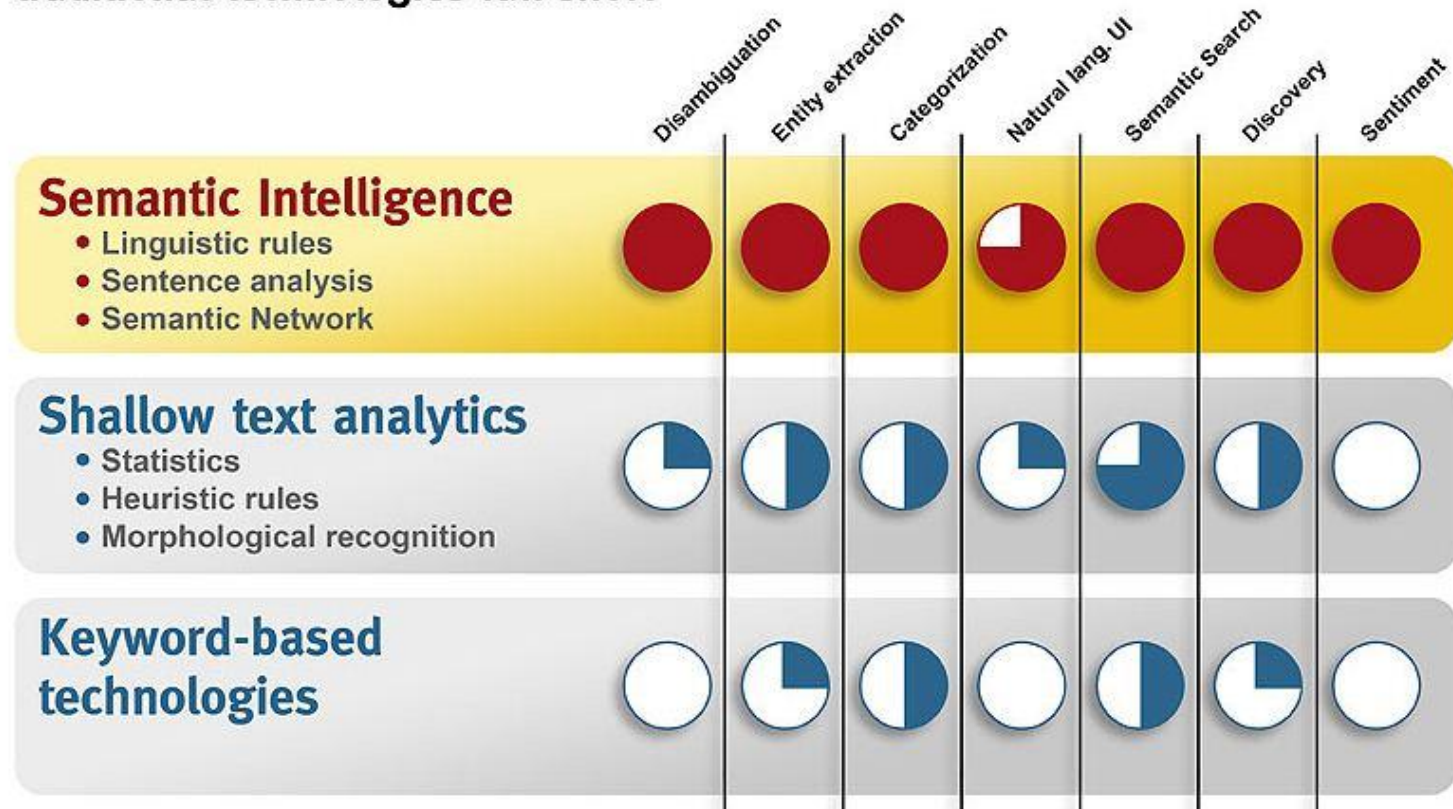 Disambiguation
Entity extraction
Categorization
Natural lang. UI
Semantic Search
Discovery
Sentiment
Semantic Intelligence
• Linguistic rules
• Sentence analysis
• Semantic Network
Shallow text analytics
• Statistics
• Heuristic rules
• Morphological recognition
Keyword-based
technologies